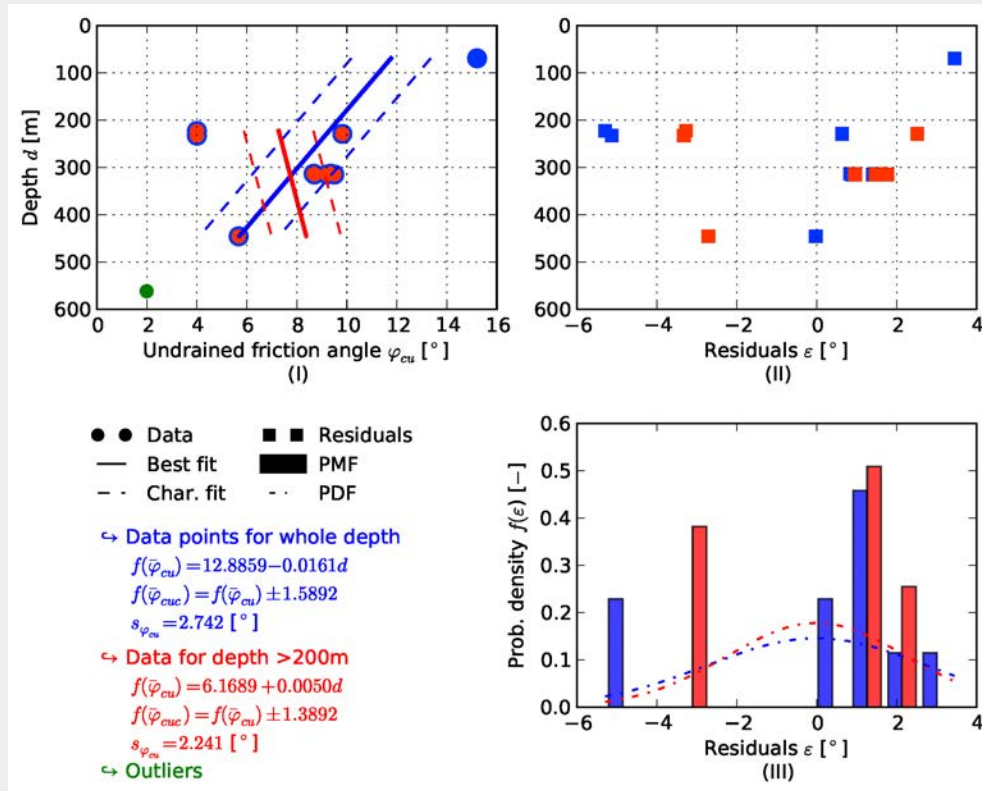 0
100
200
300
400
500
600
Depth d [m]
0 2 4 6 8 10 12 14 16
Undrained friction angle φcu [°]
(I)
0
100
200
300
400
500
600
−6 −4 −2 0 2 4
Residuals ε [°]
(II)
Data
Best fit
Char. fit
Residuals
PMF
PDF
↪ Data points for whole depth
f(φ̄cu)=12.8859−0.0161d
f(φ̄cuc)=f(φ̄cu)±1.5892
sφcu=2.742 [°]
↪ Data for depth >200m
f(φ̄cu)=6.1689+0.0050d
f(φ̄cuc)=f(φ̄cu)±1.3892
sφcu=2.241 [°]
↪ Outliers
0.6
0.5
0.4
0.3
0.2
0.1
0.0
Prob. density f(ε) [−]
−6 −4 −2 0 2 4
Residuals ε [°]
(III)